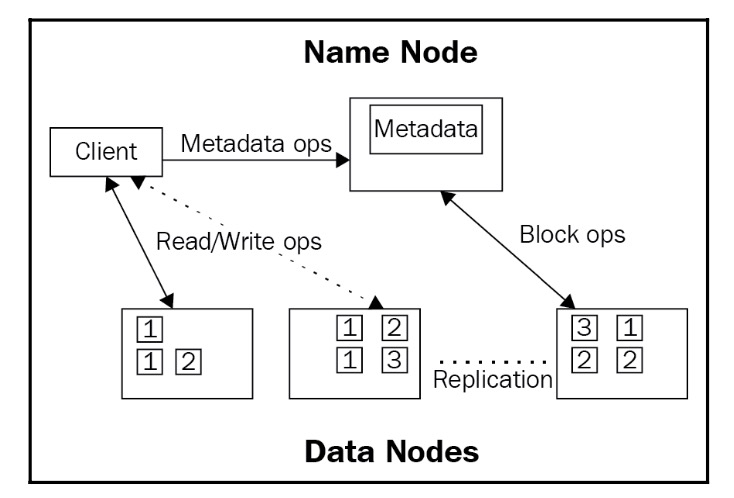 Name Node
Metadata
Client
Metadata ops
Read/Write ops
Block ops
1
1 2
1 2
1 3
3 1
2 2
Replication
Data Nodes